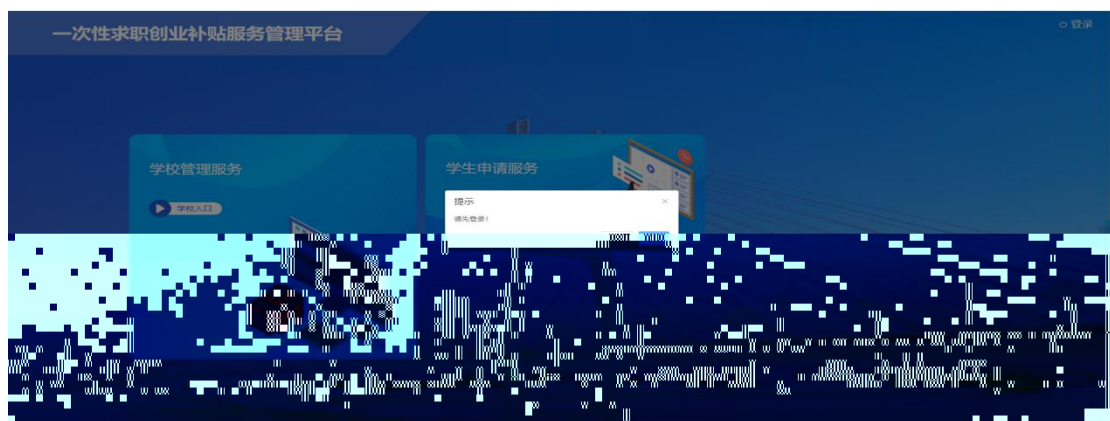 一次性求职创业补贴服务管理平台
登录
学校管理服务
学生申请服务
学校入口
提示
请先登录！